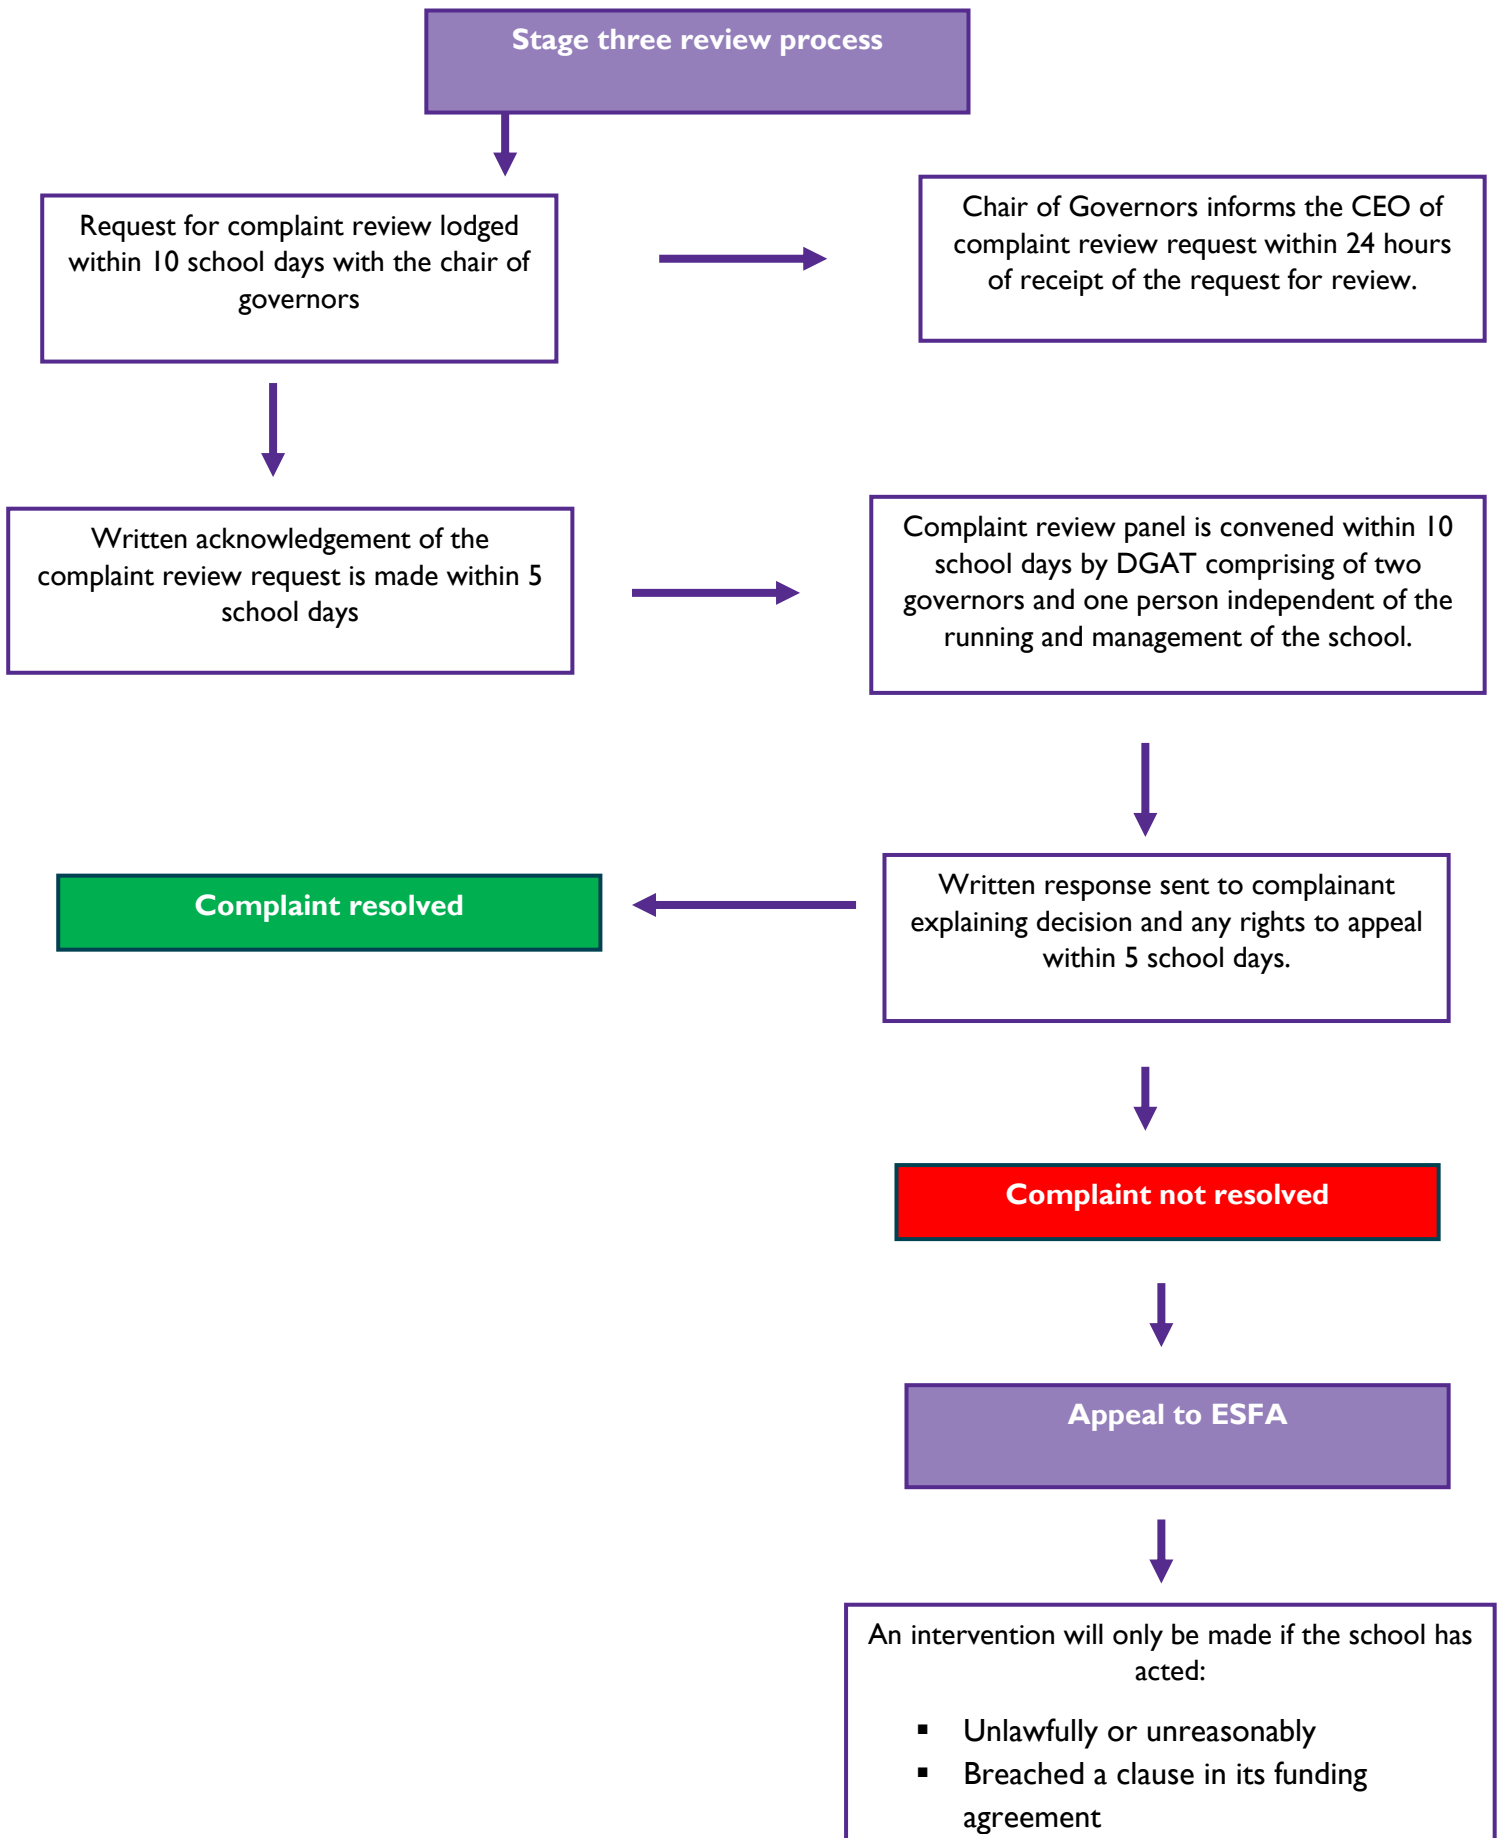 Stage three review process
Request for complaint review lodged
within 10 school days with the chair of
governors
Chair of Governors informs the CEO of
complaint review request within 24 hours
of receipt of the request for review.
Written acknowledgement of the
complaint review request is made within 5
school days
Complaint review panel is convened within 10
school days by DGAT comprising of two
governors and one person independent of the
running and management of the school.
Written response sent to complainant
explaining decision and any rights to appeal
within 5 school days.
Complaint resolved
Complaint not resolved
Appeal to ESFA
An intervention will only be made if the school has
acted:
▪ Unlawfully or unreasonably
▪ Breached a clause in its funding
agreement